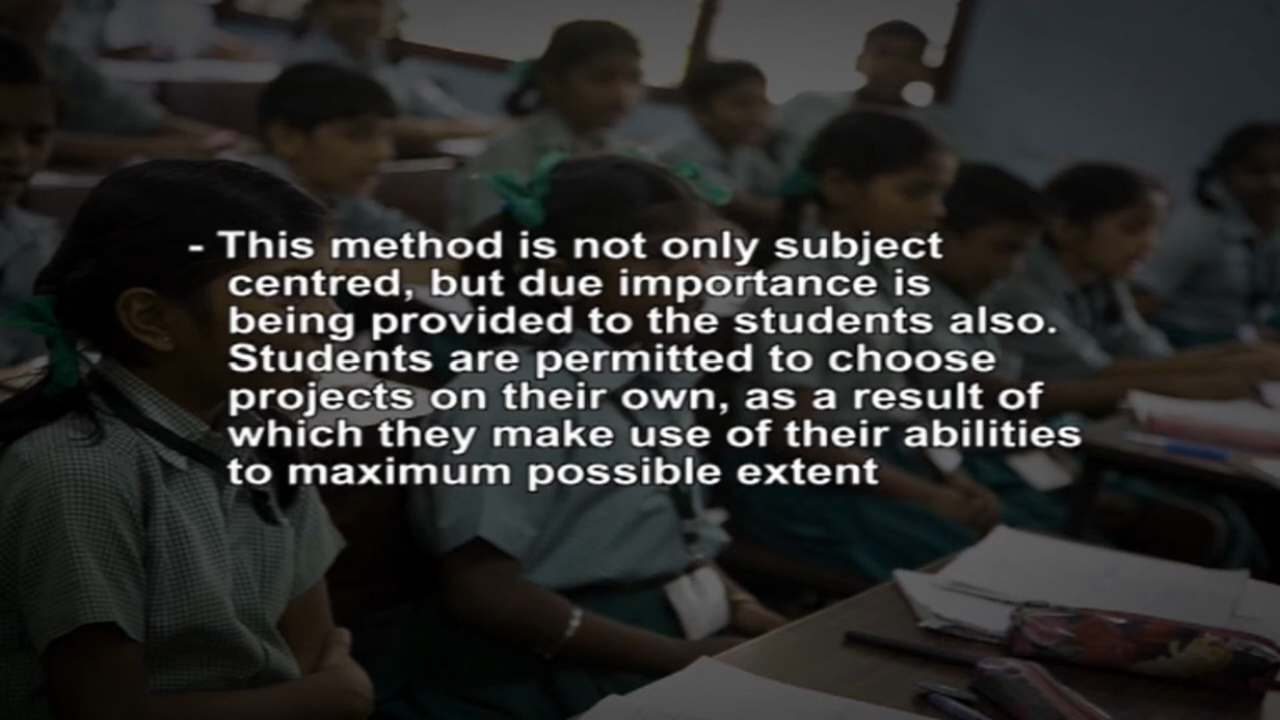 - This method is not only subject
centred, but due importance is
being provided to the students also.
Students are permitted to choose
projects on their own, as a result of
which they make use of their abilities
to maximum possible extent